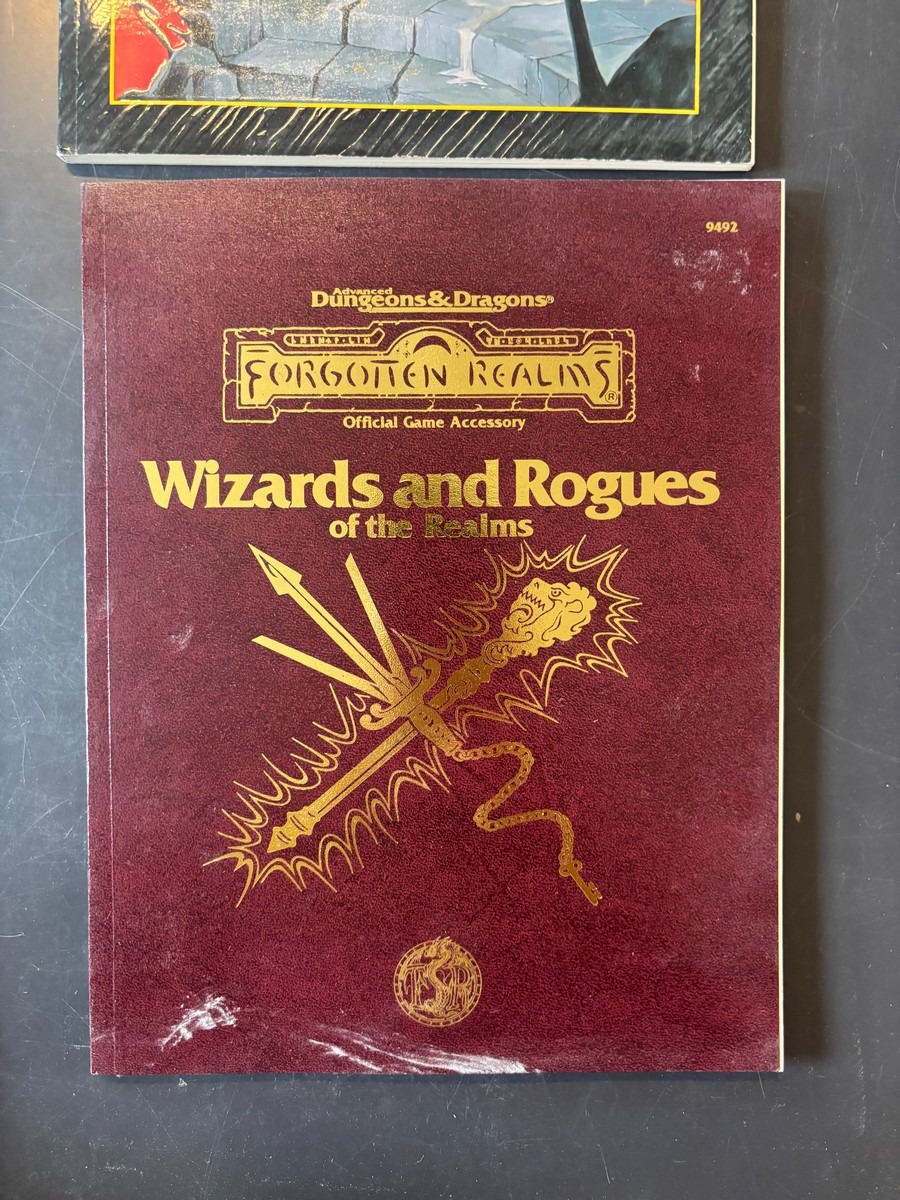 9492
Advanced
Dungeons & Dragons®
FORGOTTEN REALMS®
Official Game Accessory
Wizards and Rogues
of the Realms
TSR